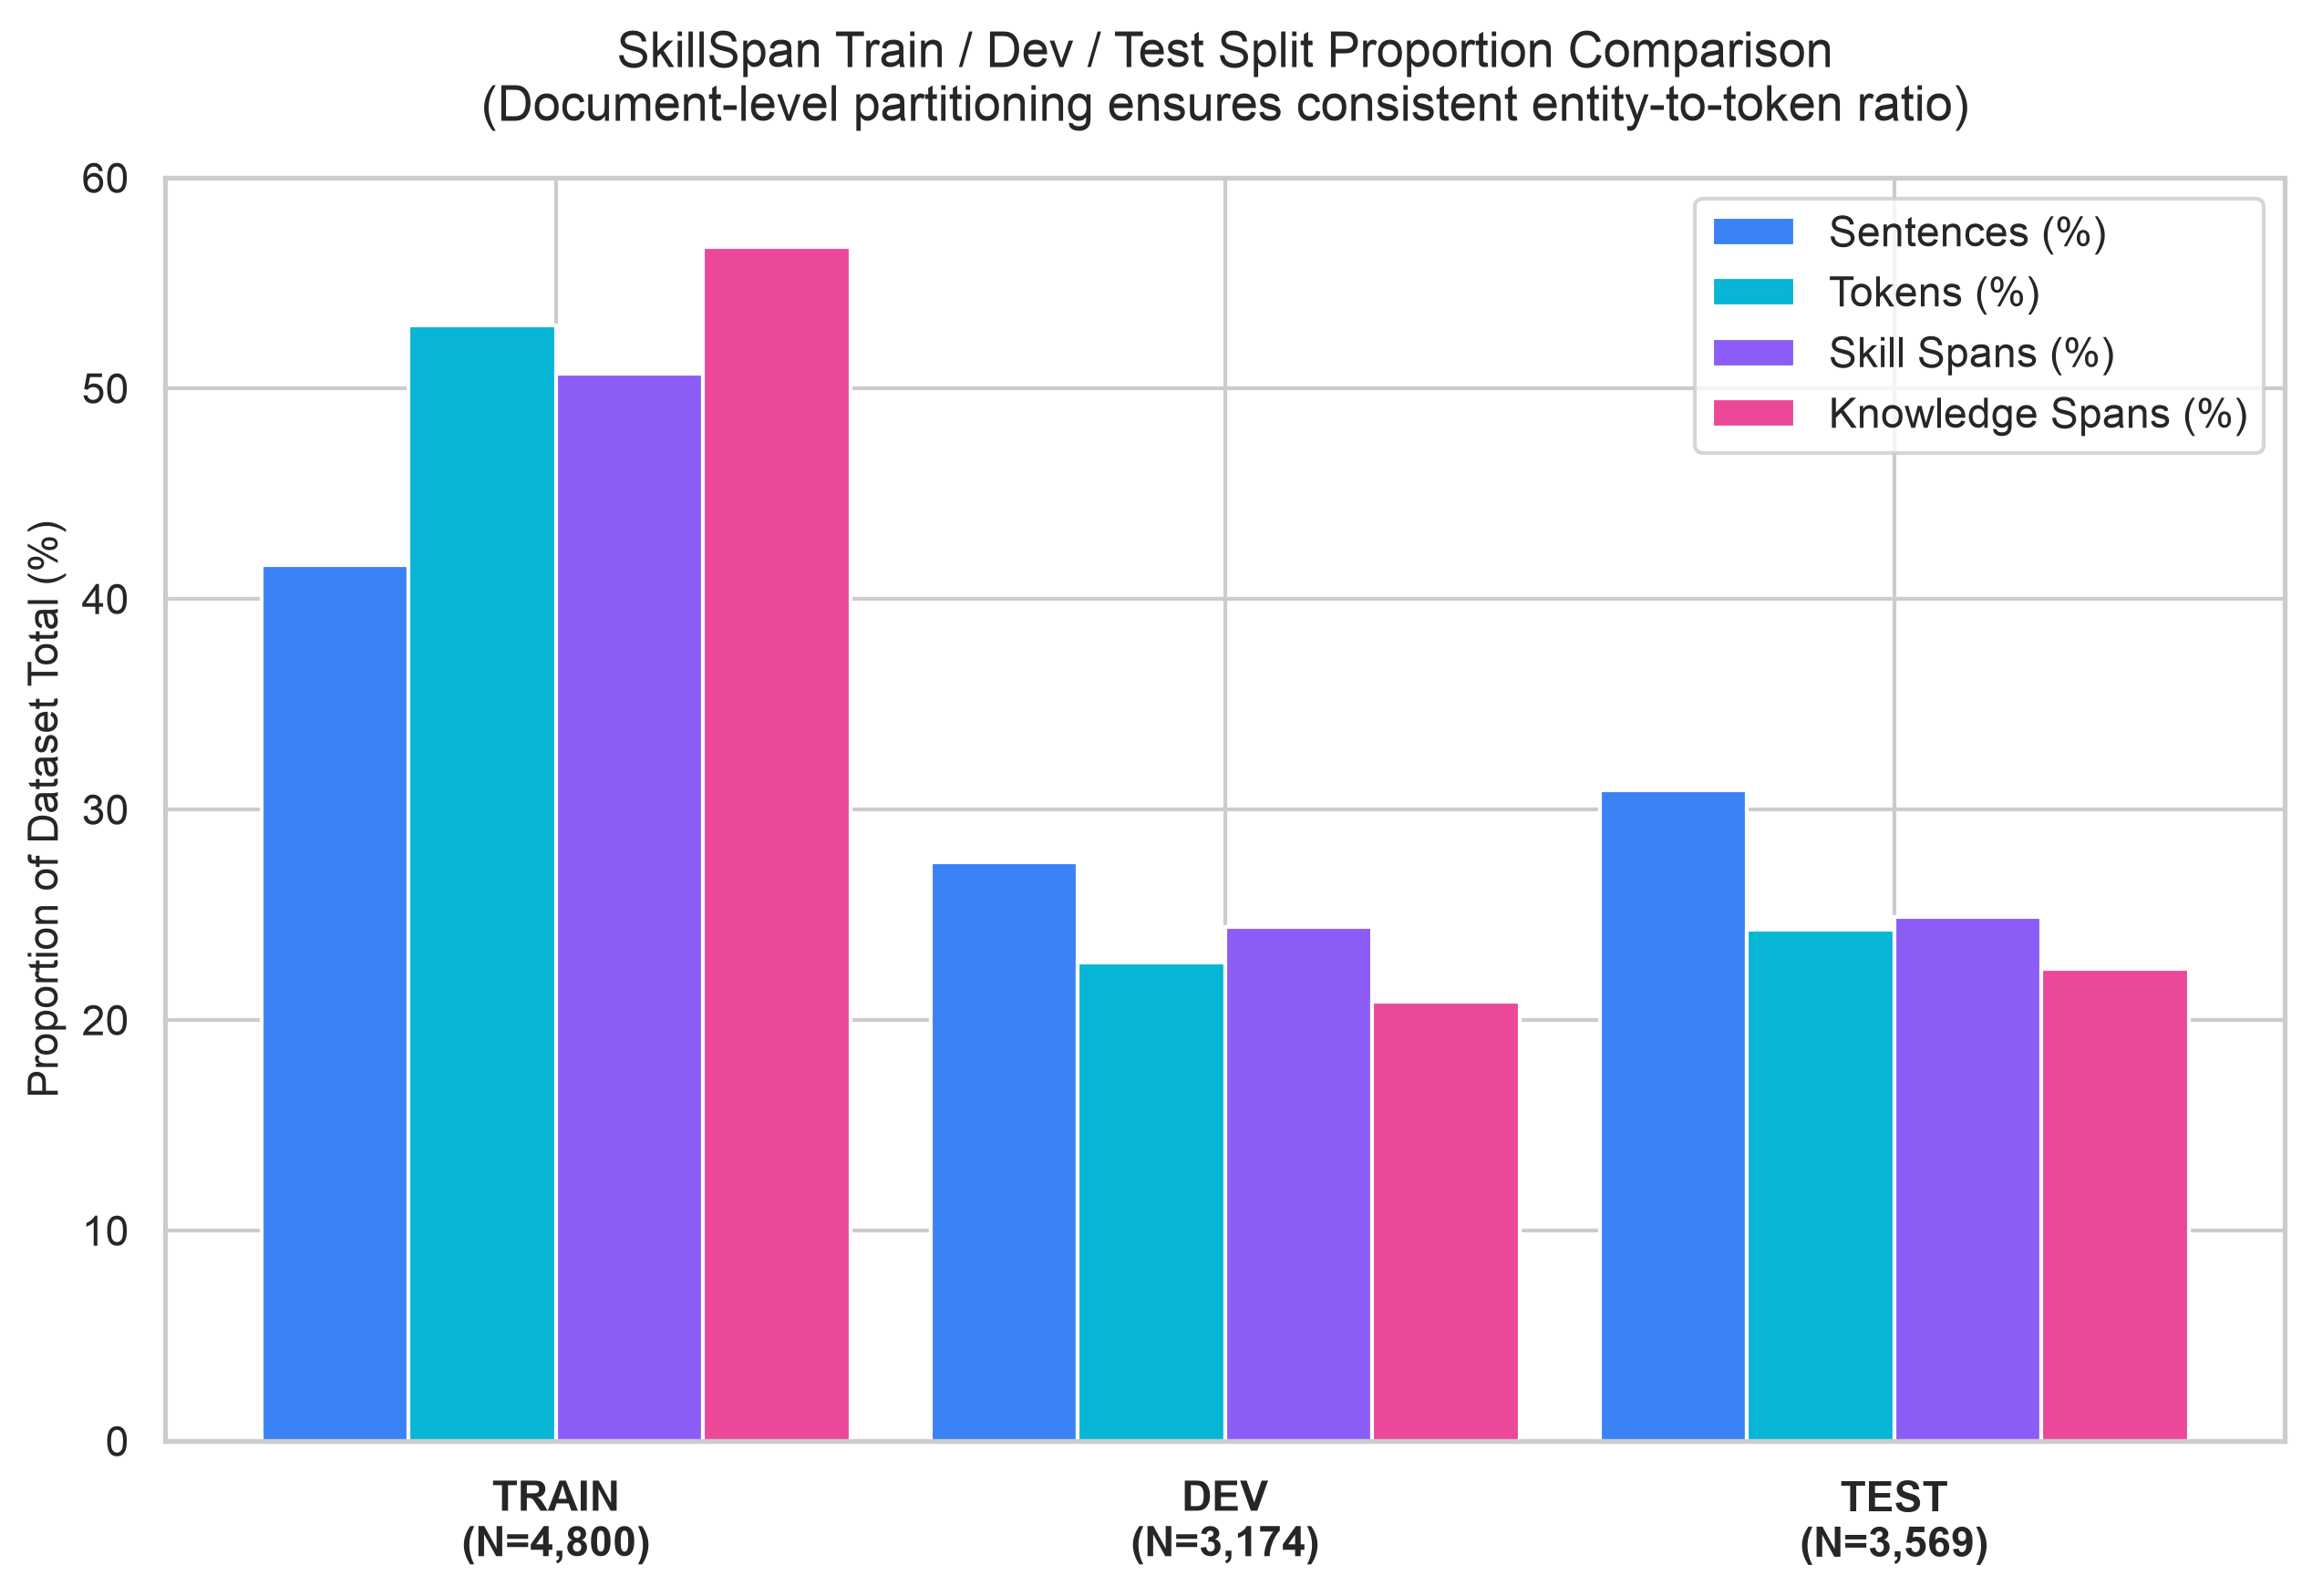 SkillSpan Train / Dev / Test Split Proportion Comparison
(Document-level partitioning ensures consistent entity-to-token ratio)
Proportion of Dataset Total (%)
60
50
40
30
20
10
0
Sentences (%)
Tokens (%)
Skill Spans (%)
Knowledge Spans (%)
TRAIN
(N=4,800)
DEV
(N=3,174)
TEST
(N=3,569)